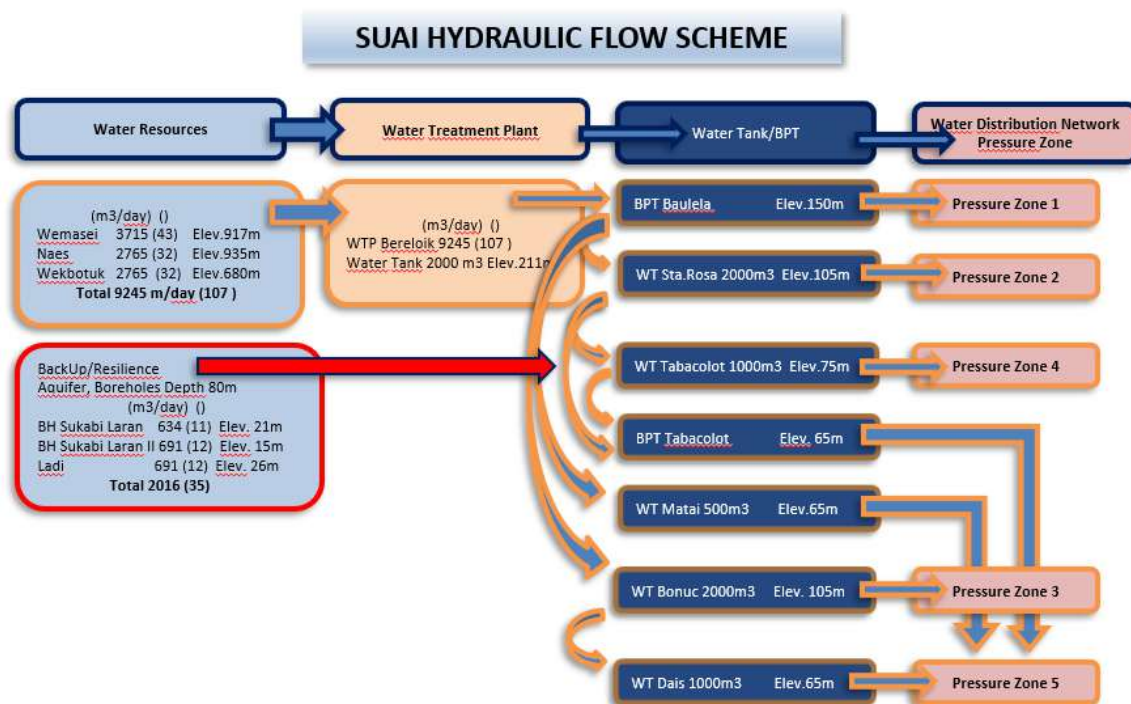 SUAI HYDRAULIC FLOW SCHEME
Water Resources
Water Treatment Plant
Water Tank/BPT
Water Distribution Network
Pressure Zone
(m3/day) ()
Wemasei 3715 (43) Elev.917m
Naes 2765 (32) Elev.935m
Wekbotuk 2765 (32) Elev.680m
Total 9245 m/day (107 )
(m3/day) ()
WTP Bereloik 9245 (107 )
Water Tank 2000 m3 Elev.211m
BPT Baulela Elev.150m
Pressure Zone 1
WT Sta.Rosa 2000m3 Elev.105m
Pressure Zone 2
BackUp/Resilience
Aquifer, Boreholes Depth 80m
(m3/day) ()
BH Sukabi Laran 634 (11) Elev. 21m
BH Sukabi Laran II 691 (12) Elev. 15m
Ladi 691 (12) Elev. 26m
Total 2016 (35)
WT Tabacolot 1000m3 Elev.75m
Pressure Zone 4
BPT Tabacolot Elev. 65m
WT Matai 500m3 Elev.65m
WT Bonuc 2000m3 Elev. 105m
Pressure Zone 3
WT Dais 1000m3 Elev.65m
Pressure Zone 5